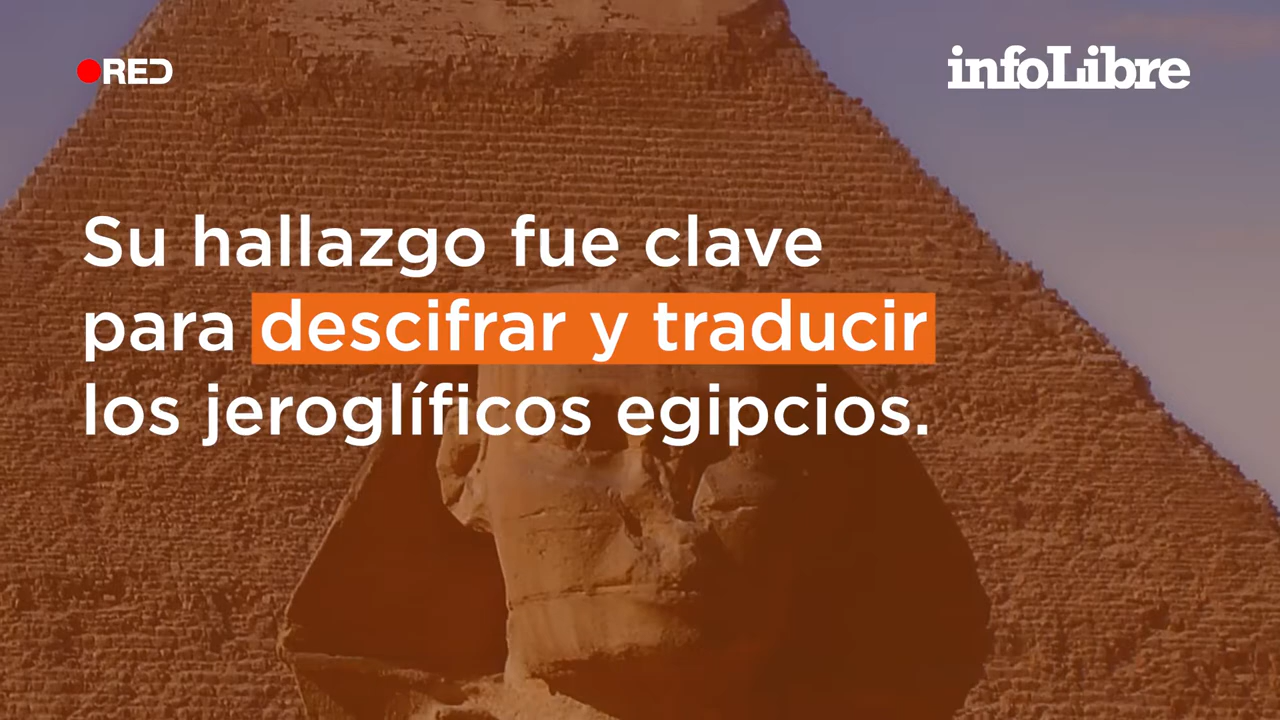 RED
infoLibre
Su hallazgo fue clave
para descifrar y traducir
los jeroglíficos egipcios.